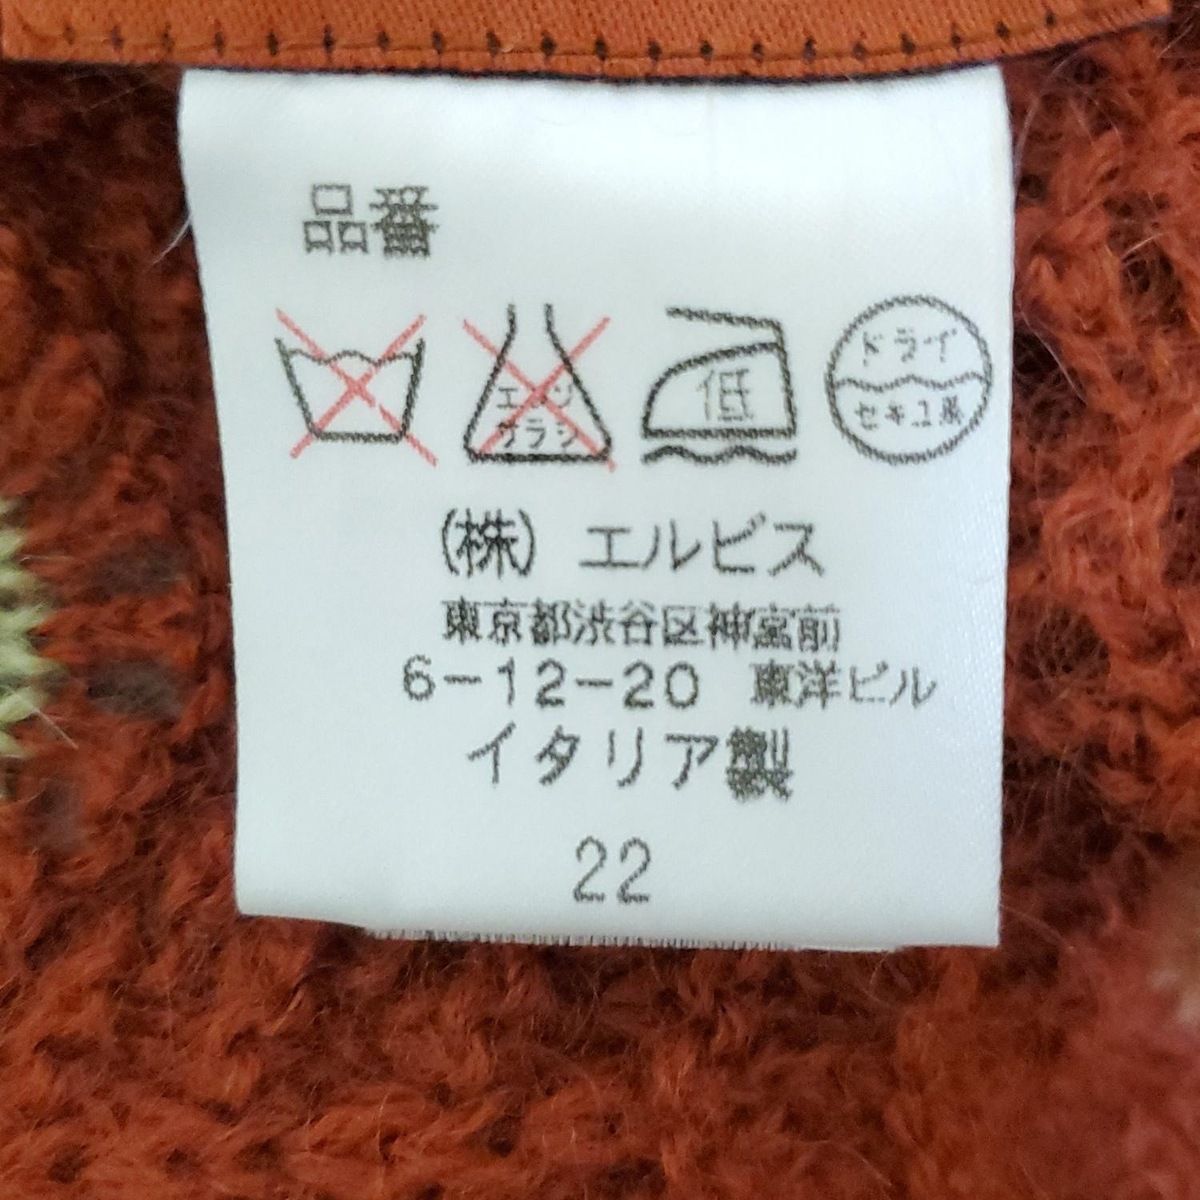 品番
エンソ
サラシ
低
ドライ
セキユ系
(株) エルビス
東京都渋谷区神宮前
6-12-20 東洋ビル
イタリア製
22